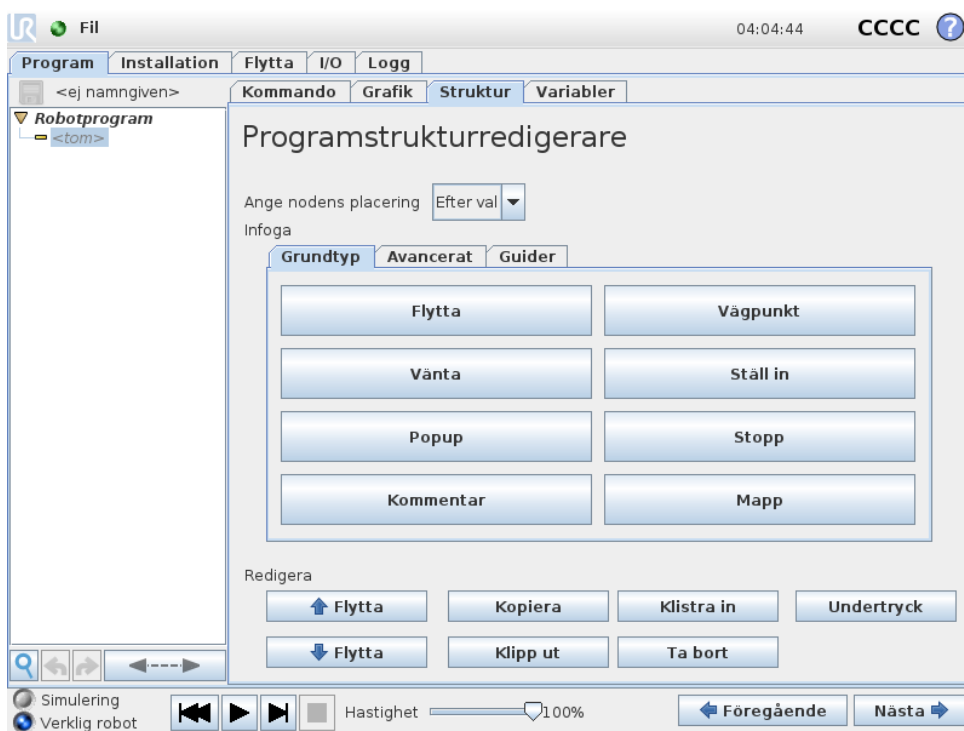 UR Fil 04:04:44 CCCC ?
Program Installation Flytta I/O Logg
<ej namngiven>
Kommando Grafik Struktur Variabler
Robotprogram
<tom>
Programstrukturredigerare
Ange nodens placering Efter val
Infoga
Grundtyp Avancerat Guider
Flytta Vägpunkt
Vänta Ställ in
Popup Stopp
Kommentar Mapp
Redigera
Flytta Kopiera Klistra in Undertryck
Flytta Klipp ut Ta bort
Simulering
Verklig robot
Hastighet 100%
Föregående Nästa